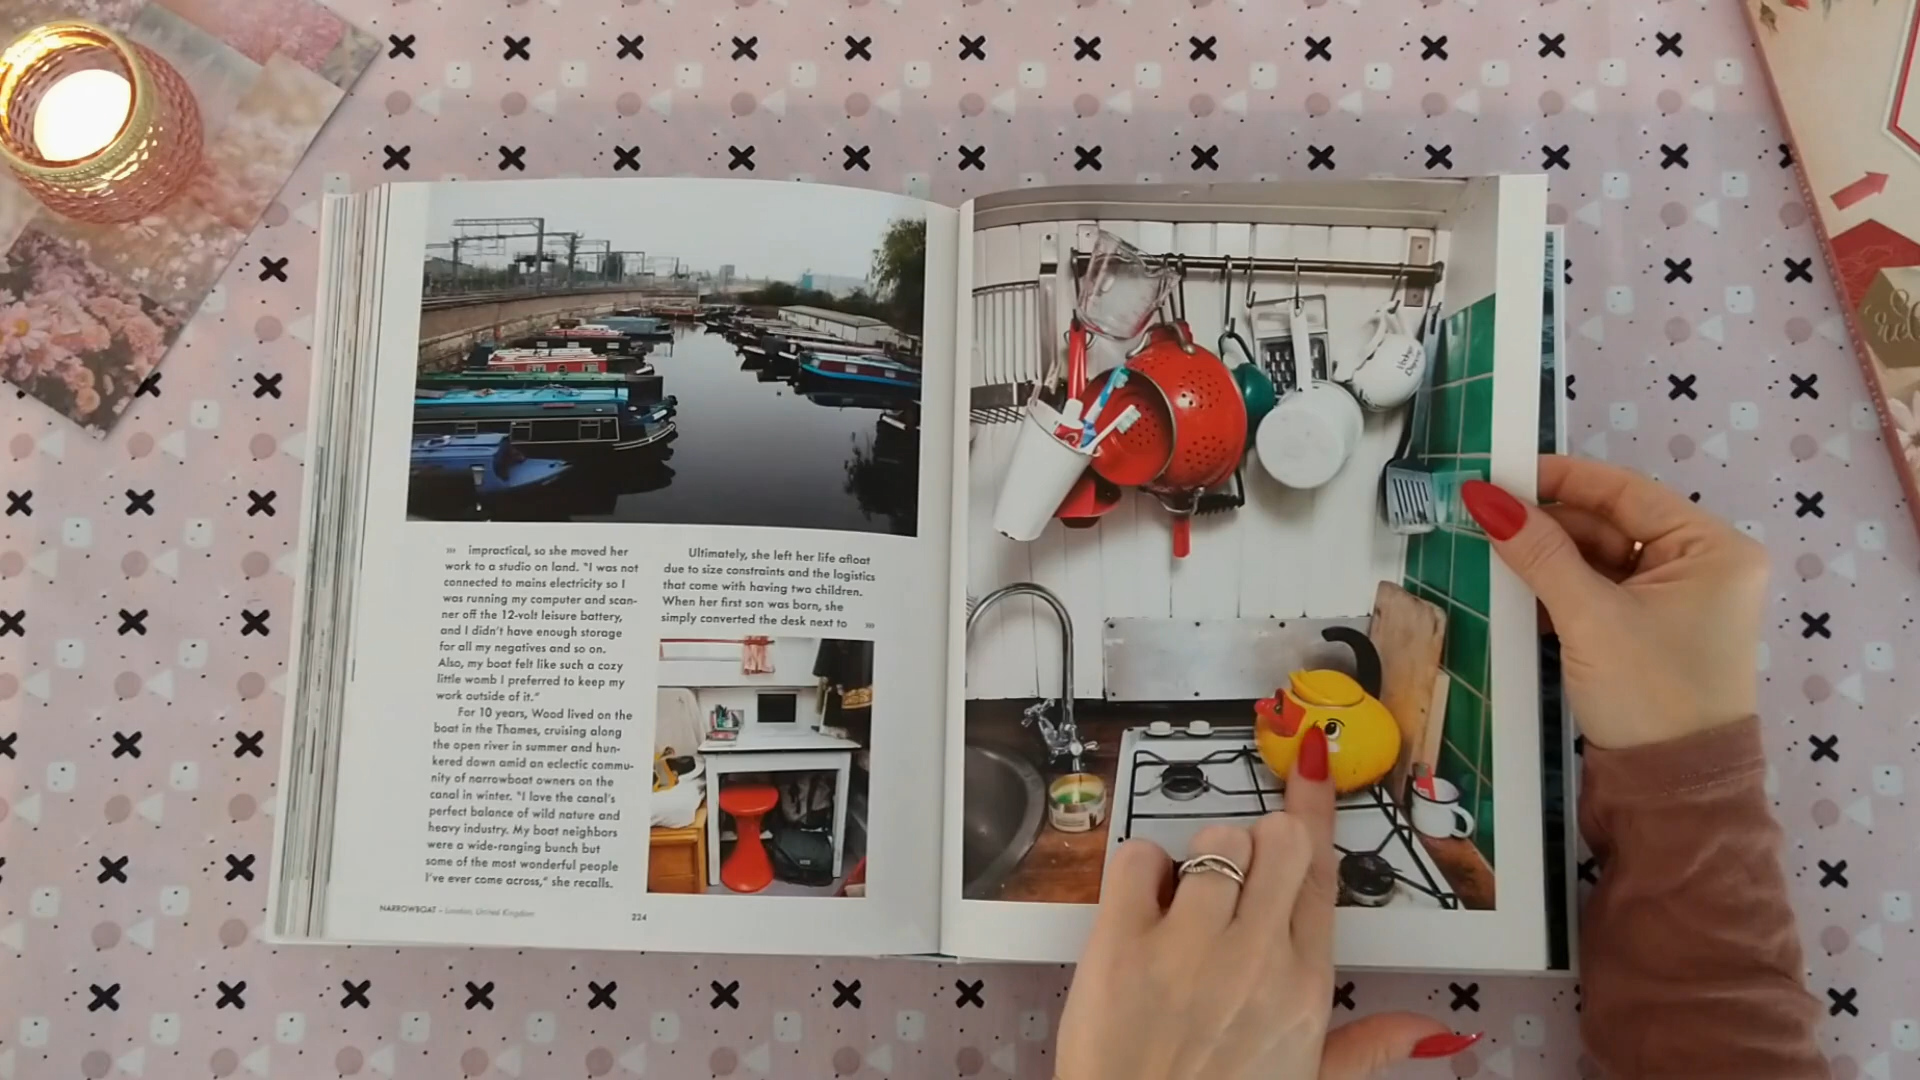 ››› impractical, so she moved her
work to a studio on land. "I was not
connected to mains electricity so I
was running my computer and scan-
ner off the 12-volt leisure battery,
and I didn't have enough storage
for all my negatives and so on.
Also, my boat felt like such a cozy
little womb I preferred to keep my
work outside of it."
For 10 years, Wood lived on the
boat in the Thames, cruising along
the open river in summer and hun-
kered down amid an eclectic commu-
nity of narrowboat owners on the
canal in winter. "I love the canal's
perfect balance of wild nature and
heavy industry. My boat neighbors
were a wide-ranging bunch but
some of the most wonderful people
I've ever come across," she recalls.
Ultimately, she left her life afloat
due to size constraints and the logistics
that come with having two children.
When her first son was born, she
simply converted the desk next to ›››
NARROWBOAT – London, United Kingdom
224